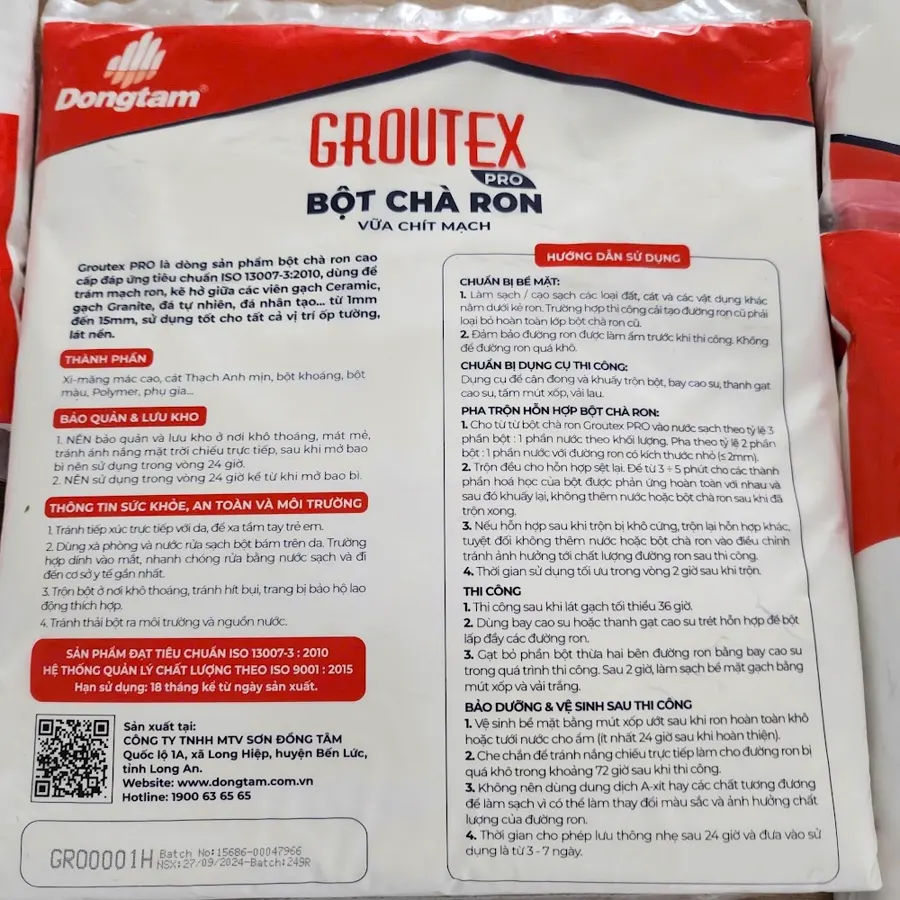 Dongtam
GROUTEX
PRO
BỘT CHÀ RON
VỮA CHÍT MẠCH
Groutex PRO là dòng sản phẩm bột chà ron cao
cấp đáp ứng tiêu chuẩn ISO 13007-3:2010, dùng để
trám mạch ron, kẽ hở giữa các viên gạch Ceramic,
gạch Granite, đá tự nhiên, đá nhân tạo... từ 1mm
đến 15mm, sử dụng tốt cho tất cả vị trí ốp tường,
lát nền.
THÀNH PHẦN
Xi-măng mác cao, cát Thạch Anh mịn, bột khoáng, bột
màu, Polymer, phụ gia...
BẢO QUẢN & LƯU KHO
1. NÊN bảo quản và lưu kho ở nơi khô thoáng, mát mẻ,
tránh ánh nắng mặt trời chiếu trực tiếp, sau khi mở bao
bì nên sử dụng trong vòng 24 giờ.
2. NÊN sử dụng trong vòng 24 giờ kể từ khi mở bao bì.
THÔNG TIN SỨC KHỎE, AN TOÀN VÀ MÔI TRƯỜNG
1. Tránh tiếp xúc trực tiếp với da, để xa tầm tay trẻ em.
2. Dùng xà phòng và nước rửa sạch bột bám trên da. Trường
hợp dính vào mắt, nhanh chóng rửa bằng nước sạch và đi
đến cơ sở y tế gần nhất.
3. Trộn bột ở nơi khô thoáng, tránh hít bụi, trang bị bảo hộ lao
động thích hợp.
4. Tránh thải bột ra môi trường và nguồn nước.
SẢN PHẨM ĐẠT TIÊU CHUẨN ISO 13007-3 : 2010
HỆ THỐNG QUẢN LÝ CHẤT LƯỢNG THEO ISO 9001 : 2015
Hạn sử dụng: 18 tháng kể từ ngày sản xuất.
Sản xuất tại:
CÔNG TY TNHH MTV SƠN ĐỒNG TÂM
Quốc lộ 1A, xã Long Hiệp, huyện Bến Lức,
tỉnh Long An.
Website: www.dongtam.com.vn
Hotline: 1900 63 65 65
GRO0001H
Batch No:15686-00047966
NSX:27/09/2024-Batch:249R
HƯỚNG DẪN SỬ DỤNG
CHUẨN BỊ BỀ MẶT:
1. Làm sạch / cạo sạch các loại đất, cát và các vật dụng khác
nằm dưới kẽ ron. Trường hợp thi công cải tạo đường ron cũ phải
loại bỏ hoàn toàn lớp bột chà ron cũ.
2. Đảm bảo đường ron được làm ẩm trước khi thi công. Không
để đường ron quá khô.
CHUẨN BỊ DỤNG CỤ THI CÔNG:
Dụng cụ để cân đong và khuấy trộn bột, bay cao su, thanh gạt
cao su, tấm mút xốp, vải lau.
PHA TRỘN HỖN HỢP BỘT CHÀ RON:
1. Cho từ từ bột chà ron Groutex PRO vào nước sạch theo tỷ lệ 3
phần bột : 1 phần nước theo khối lượng. Pha theo tỷ lệ 2 phần
bột : 1 phần nước với đường ron có kích thước nhỏ (≤ 2mm).
2. Trộn đều cho hỗn hợp sệt lại. Để từ 3 ÷ 5 phút cho các thành
phần hoá học của bột được phản ứng hoàn toàn với nhau và
sau đó khuấy lại, không thêm nước hoặc bột chà ron sau khi đã
trộn xong.
3. Nếu hỗn hợp sau khi trộn bị khô cứng, trộn lại hỗn hợp khác,
tuyệt đối không thêm nước hoặc bột chà ron vào điều chỉnh
tránh ảnh hưởng tới chất lượng đường ron sau thi công.
4. Thời gian sử dụng tối ưu trong vòng 2 giờ sau khi trộn.
THI CÔNG
1. Thi công sau khi lát gạch tối thiểu 36 giờ.
2. Dùng bay cao su hoặc thanh gạt cao su trét hỗn hợp để bột
lấp đầy các đường ron.
3. Gạt bỏ phần bột thừa hai bên đường ron bằng bay cao su
trong quá trình thi công. Sau 2 giờ, làm sạch bề mặt gạch bằng
mút xốp và vải trắng.
BẢO DƯỠNG & VỆ SINH SAU THI CÔNG
1. Vệ sinh bề mặt bằng mút xốp ướt sau khi ron hoàn toàn khô
hoặc tưới nước cho ẩm (ít nhất 24 giờ sau khi hoàn thiện).
2. Che chắn để tránh nắng chiếu trực tiếp làm cho đường ron bị
quá khô trong khoảng 72 giờ sau khi thi công.
3. Không nên dùng dung dịch A-xít hay các chất tương đương
để làm sạch vì có thể làm thay đổi màu sắc và ảnh hưởng chất
lượng của đường ron.
4. Thời gian cho phép lưu thông nhẹ sau 24 giờ và đưa vào sử
dụng là từ 3 - 7 ngày.